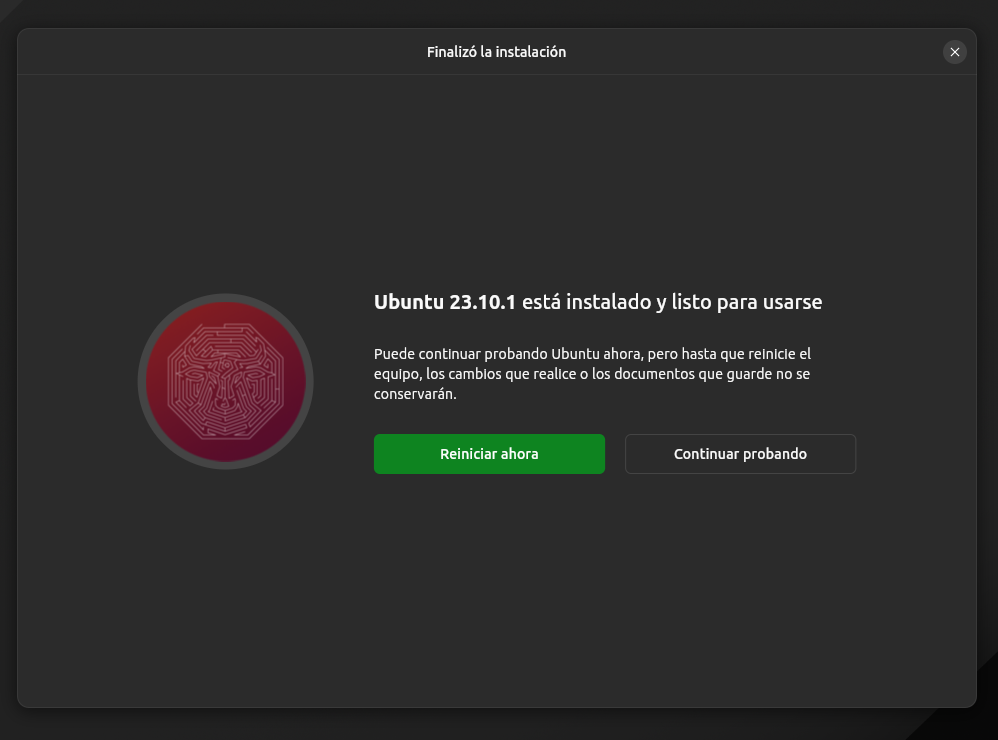 Finalizó la instalación
Ubuntu 23.10.1 está instalado y listo para usarse
Puede continuar probando Ubuntu ahora, pero hasta que reinicie el
equipo, los cambios que realice o los documentos que guarde no se
conservarán.
Reiniciar ahora
Continuar probando